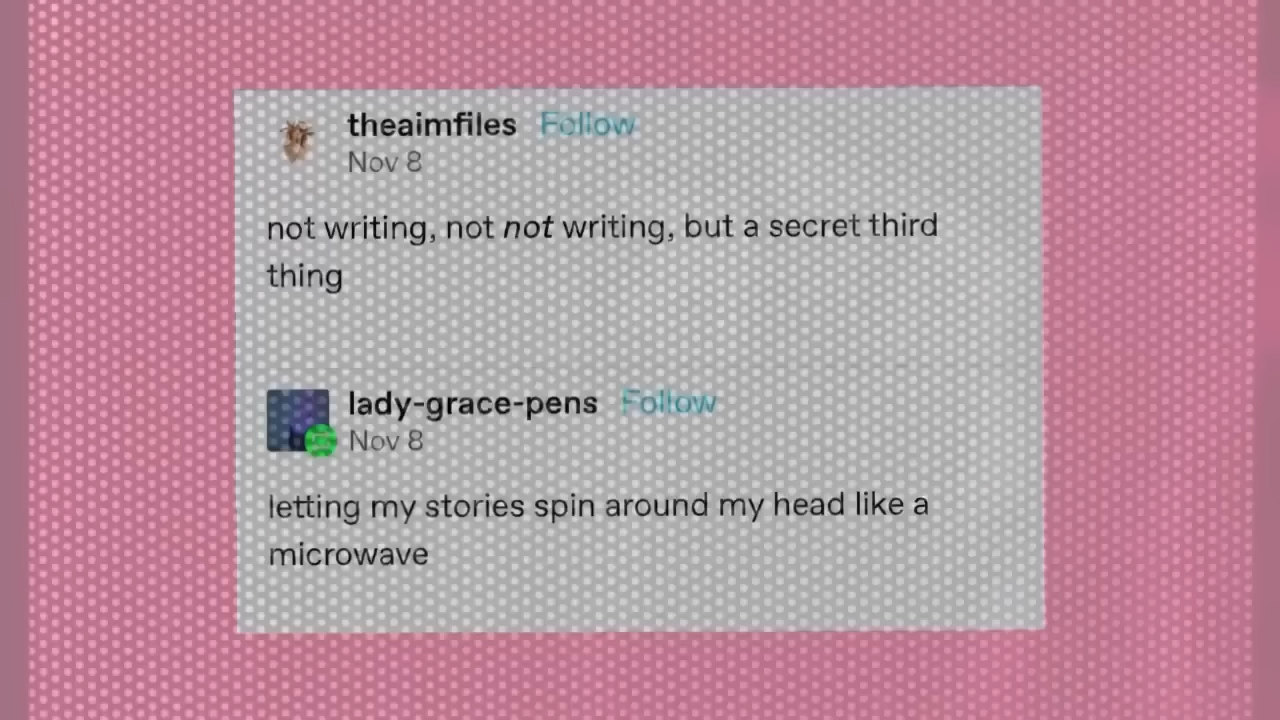 theaimfiles Follow
Nov 8
not writing, not not writing, but a secret third
thing
lady-grace-pens Follow
Nov 8
letting my stories spin around my head like a
microwave